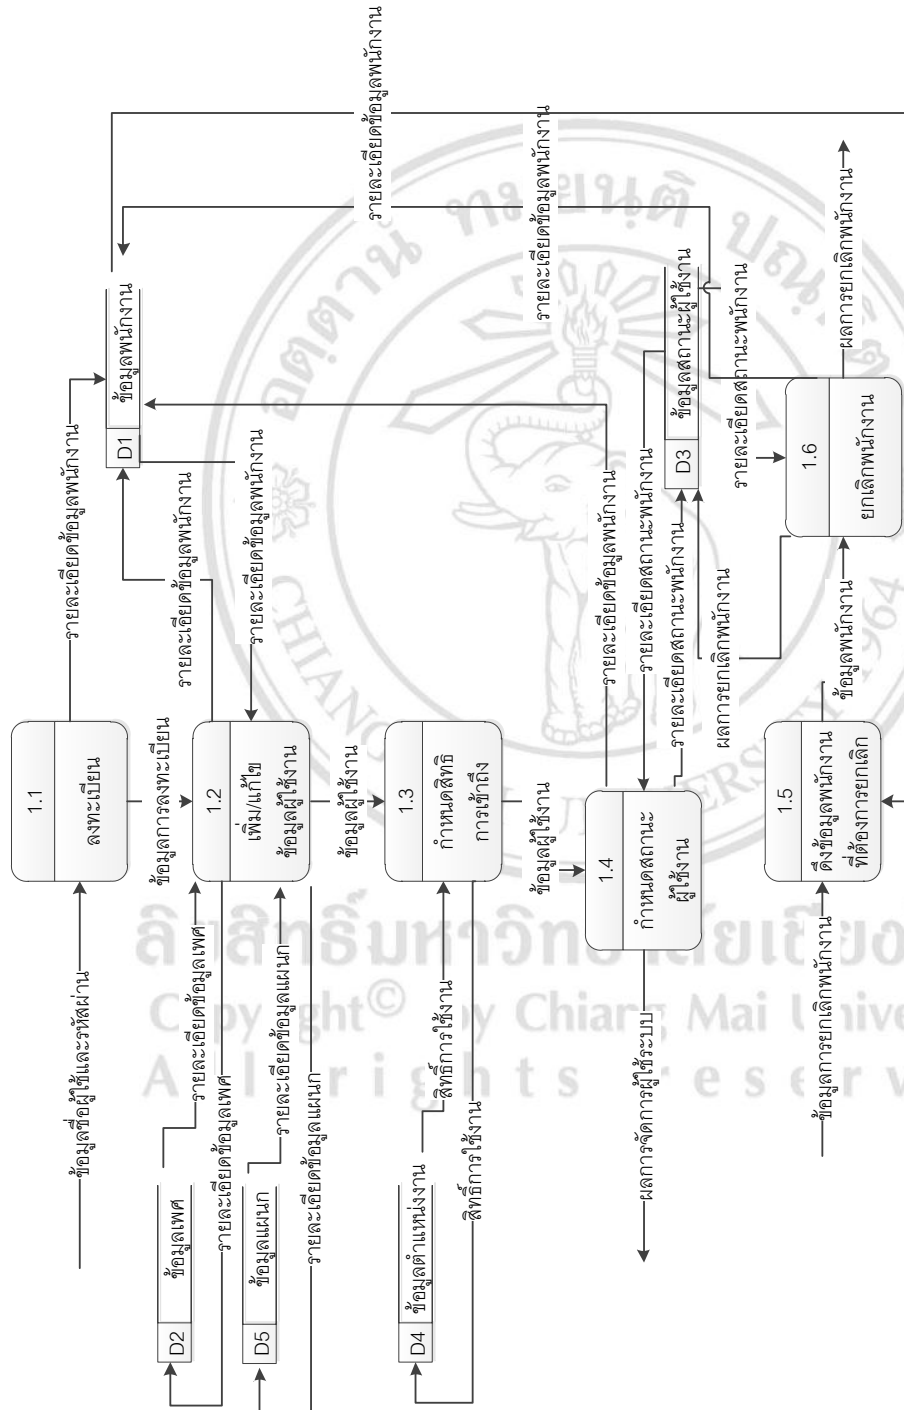 ข้อมูลชื่อผู้ใช้และรหัสผ่าน
1.1
ลงทะเบียน
รายละเอียดข้อมูลพนักงาน
D1
ข้อมูลพนักงาน
รายละเอียดข้อมูลพนักงาน
ข้อมูลการลงทะเบียน
รายละเอียดข้อมูลพนักงาน
รายละเอียดข้อมูลพนักงาน
D2
ข้อมูลเพศ
รายละเอียดข้อมูลเพศ
รายละเอียดข้อมูลเพศ
1.2
เพิ่ม/แก้ไข
ข้อมูลผู้ใช้งาน
D5
ข้อมูลแผนก
รายละเอียดข้อมูลแผนก
รายละเอียดข้อมูลแผนก
ข้อมูลผู้ใช้งาน
D4
ข้อมูลตำแหน่งงาน
สิทธิ์การใช้งาน
สิทธิ์การใช้งาน
1.3
กำหนดสิทธิ
การเข้าถึง
ข้อมูลผู้ใช้งาน
รายละเอียดข้อมูลพนักงาน
1.4
กำหนดสถานะ
ผู้ใช้งาน
รายละเอียดข้อมูลพนักงาน
รายละเอียดสถานะพนักงาน
รายละเอียดสถานะพนักงาน
ผลการจัดการผู้ใช้ระบบ
D3
ข้อมูลสถานะผู้ใช้งาน
ผลการยกเลิกพนักงาน
รายละเอียดสถานะพนักงาน
ข้อมูลการยกเลิกพนักงาน
1.5
ดึงข้อมูลพนักงาน
ที่ต้องการยกเลิก
ข้อมูลพนักงาน
1.6
ยกเลิกพนักงาน
ผลการยกเลิกพนักงาน
CHIANG
1964
Copyright© by Chiang Mai Unive
All rights reserv